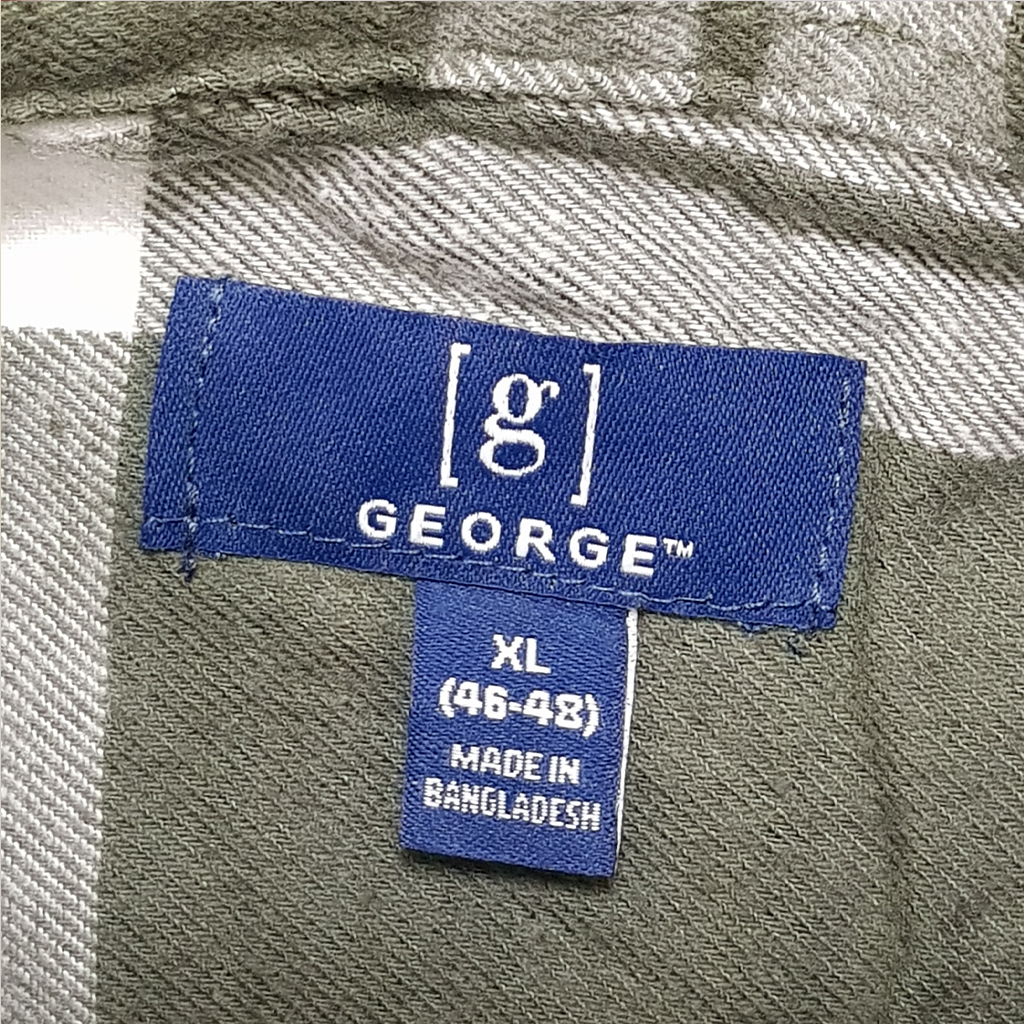 [g]
GEORGE™
XL
(46-48)
MADE IN
BANGLADESH